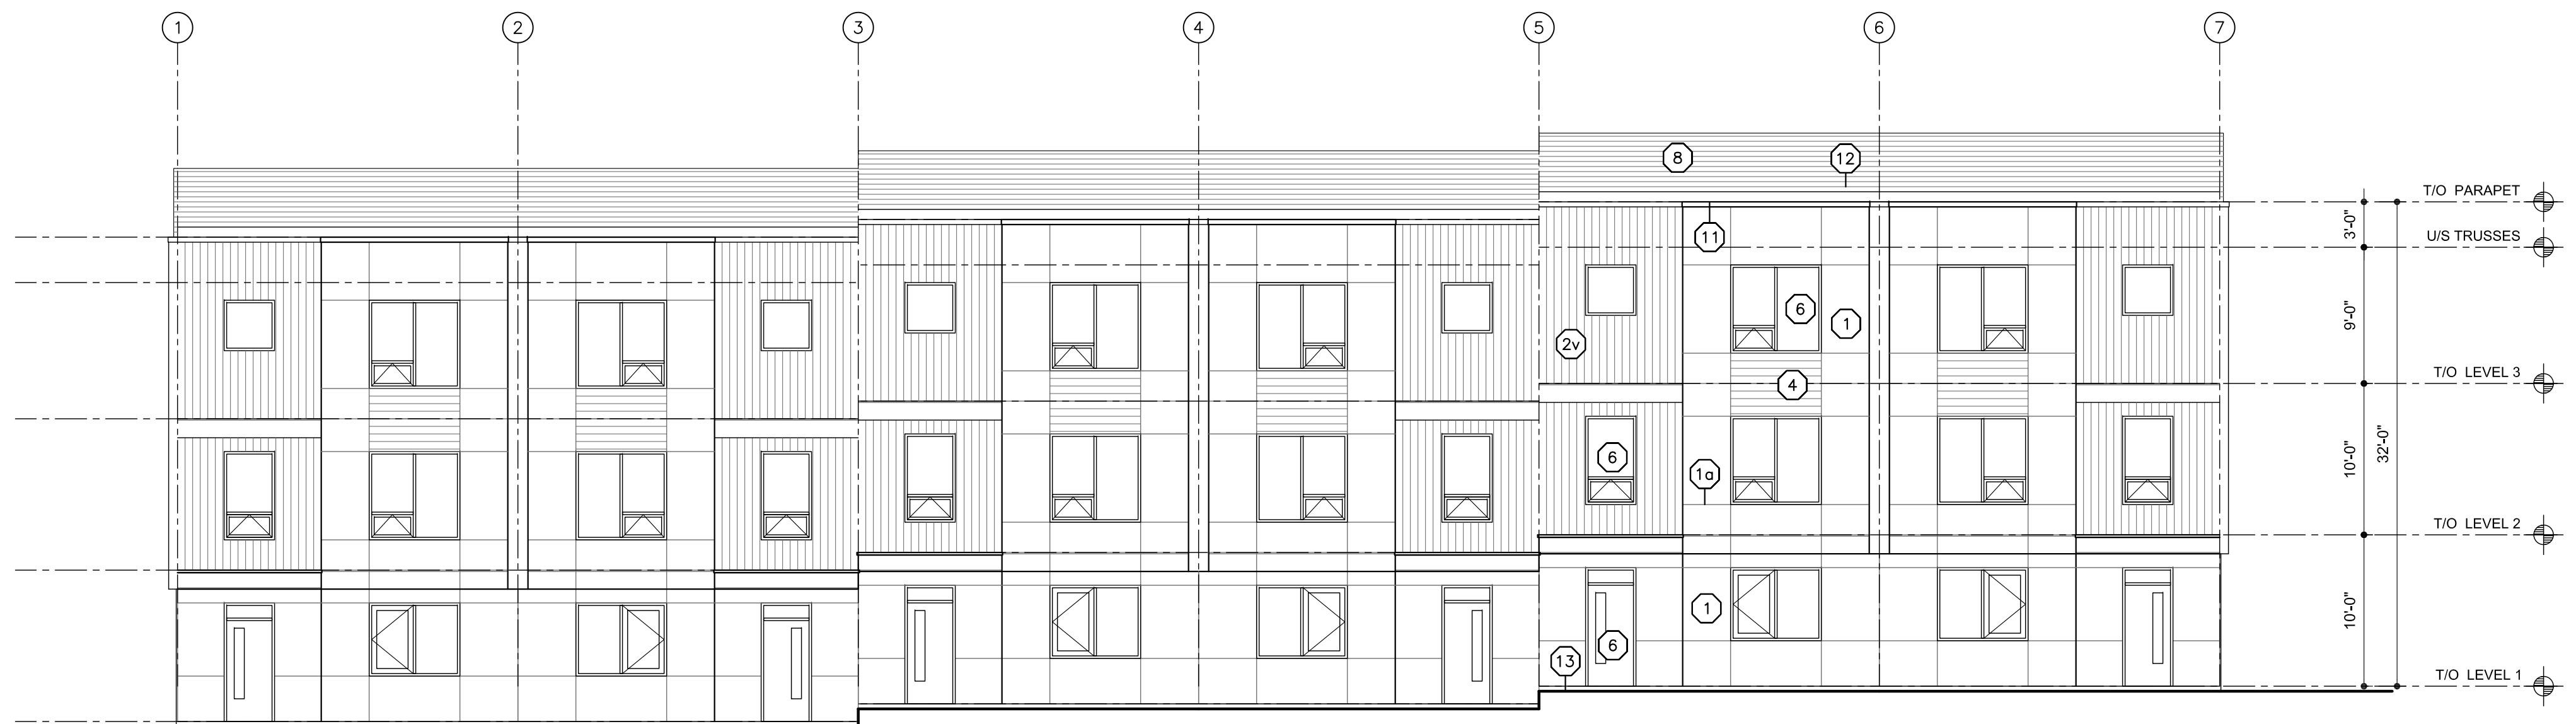 1 2 3 4 5 6 7
8 12
T/O PARAPET
11
3'-0"
U/S TRUSSES
6 1
9'-0"
2v
4
T/O LEVEL 3
32'-0"
6
10'-0"
1a
T/O LEVEL 2
1
10'-0"
6
13
T/O LEVEL 1